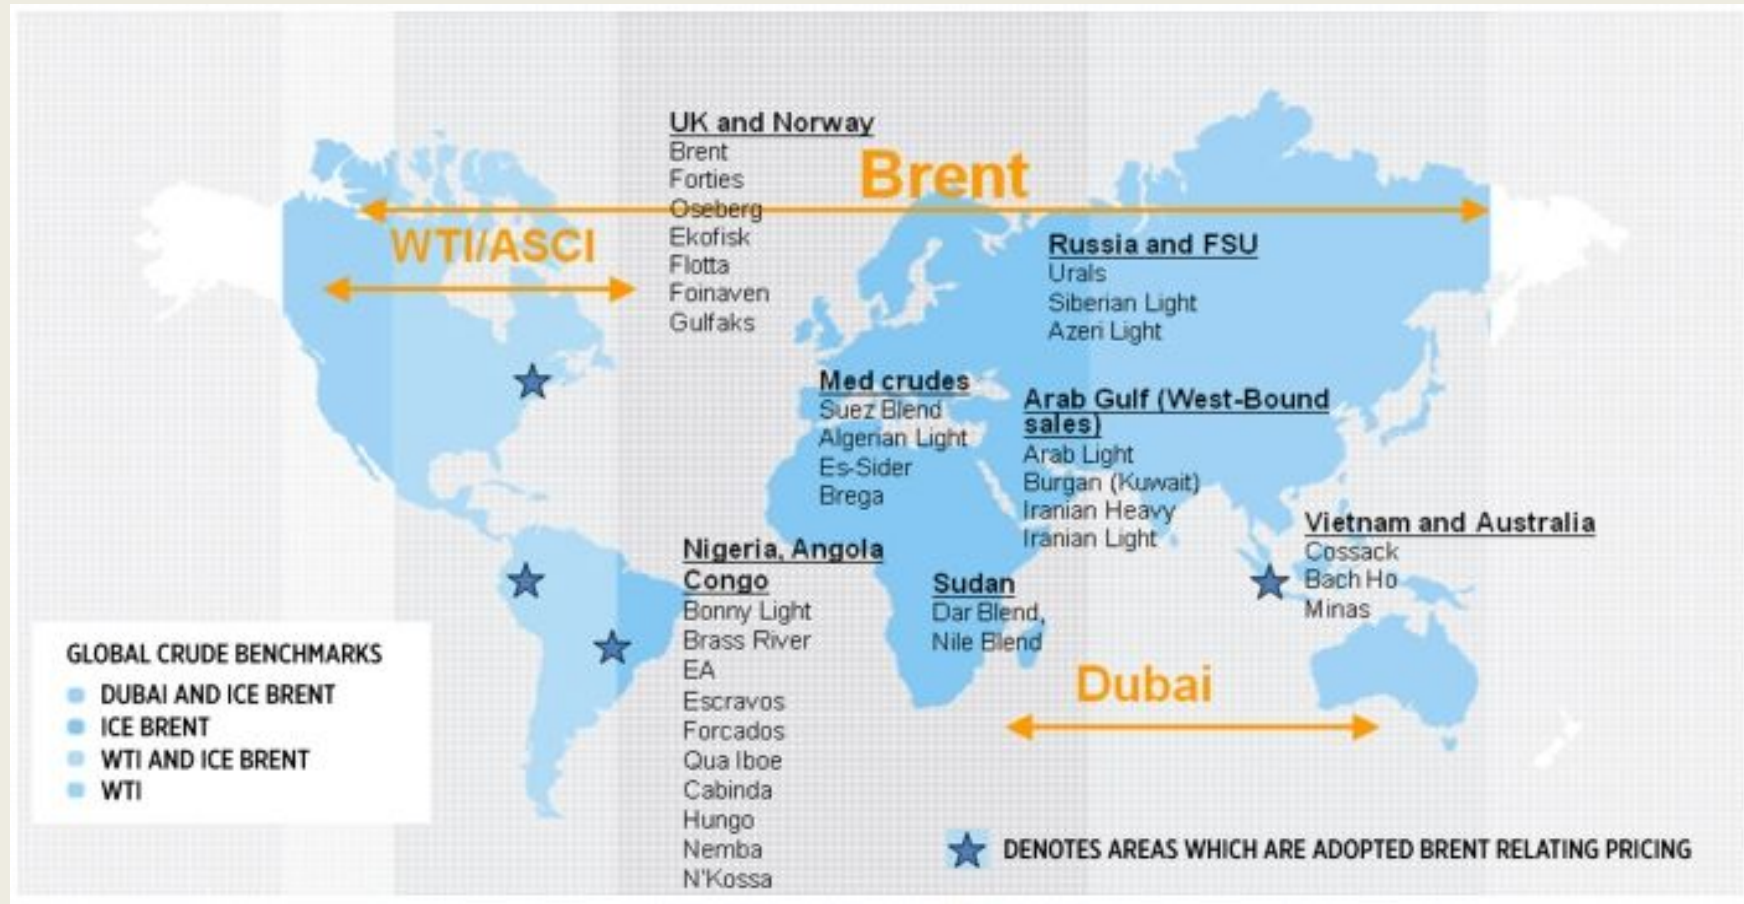 UK and Norway
Brent
Forties
Oseberg
Ekofisk
Flotta
Foinaven
Gulfaks
Brent
WTI/ASCI
Russia and FSU
Urals
Siberian Light
Azeri Light
Med crudes
Suez Blend
Algerian Light
Es-Sider
Brega
Arab Gulf (West-Bound
sales)
Arab Light
Burgan (Kuwait)
Iranian Heavy
Iranian Light
Vietnam and Australia
Cossack
Bach Ho
Minas
Nigeria, Angola
Congo
Bonny Light
Brass River
EA
Escravos
Forcados
Qua Iboe
Cabinda
Hungo
Nemba
N'Kossa
Sudan
Dar Blend,
Nile Blend
Dubai
GLOBAL CRUDE BENCHMARKS
DUBAI AND ICE BRENT
ICE BRENT
WTI AND ICE BRENT
WTI
DENOTES AREAS WHICH ARE ADOPTED BRENT RELATING PRICING